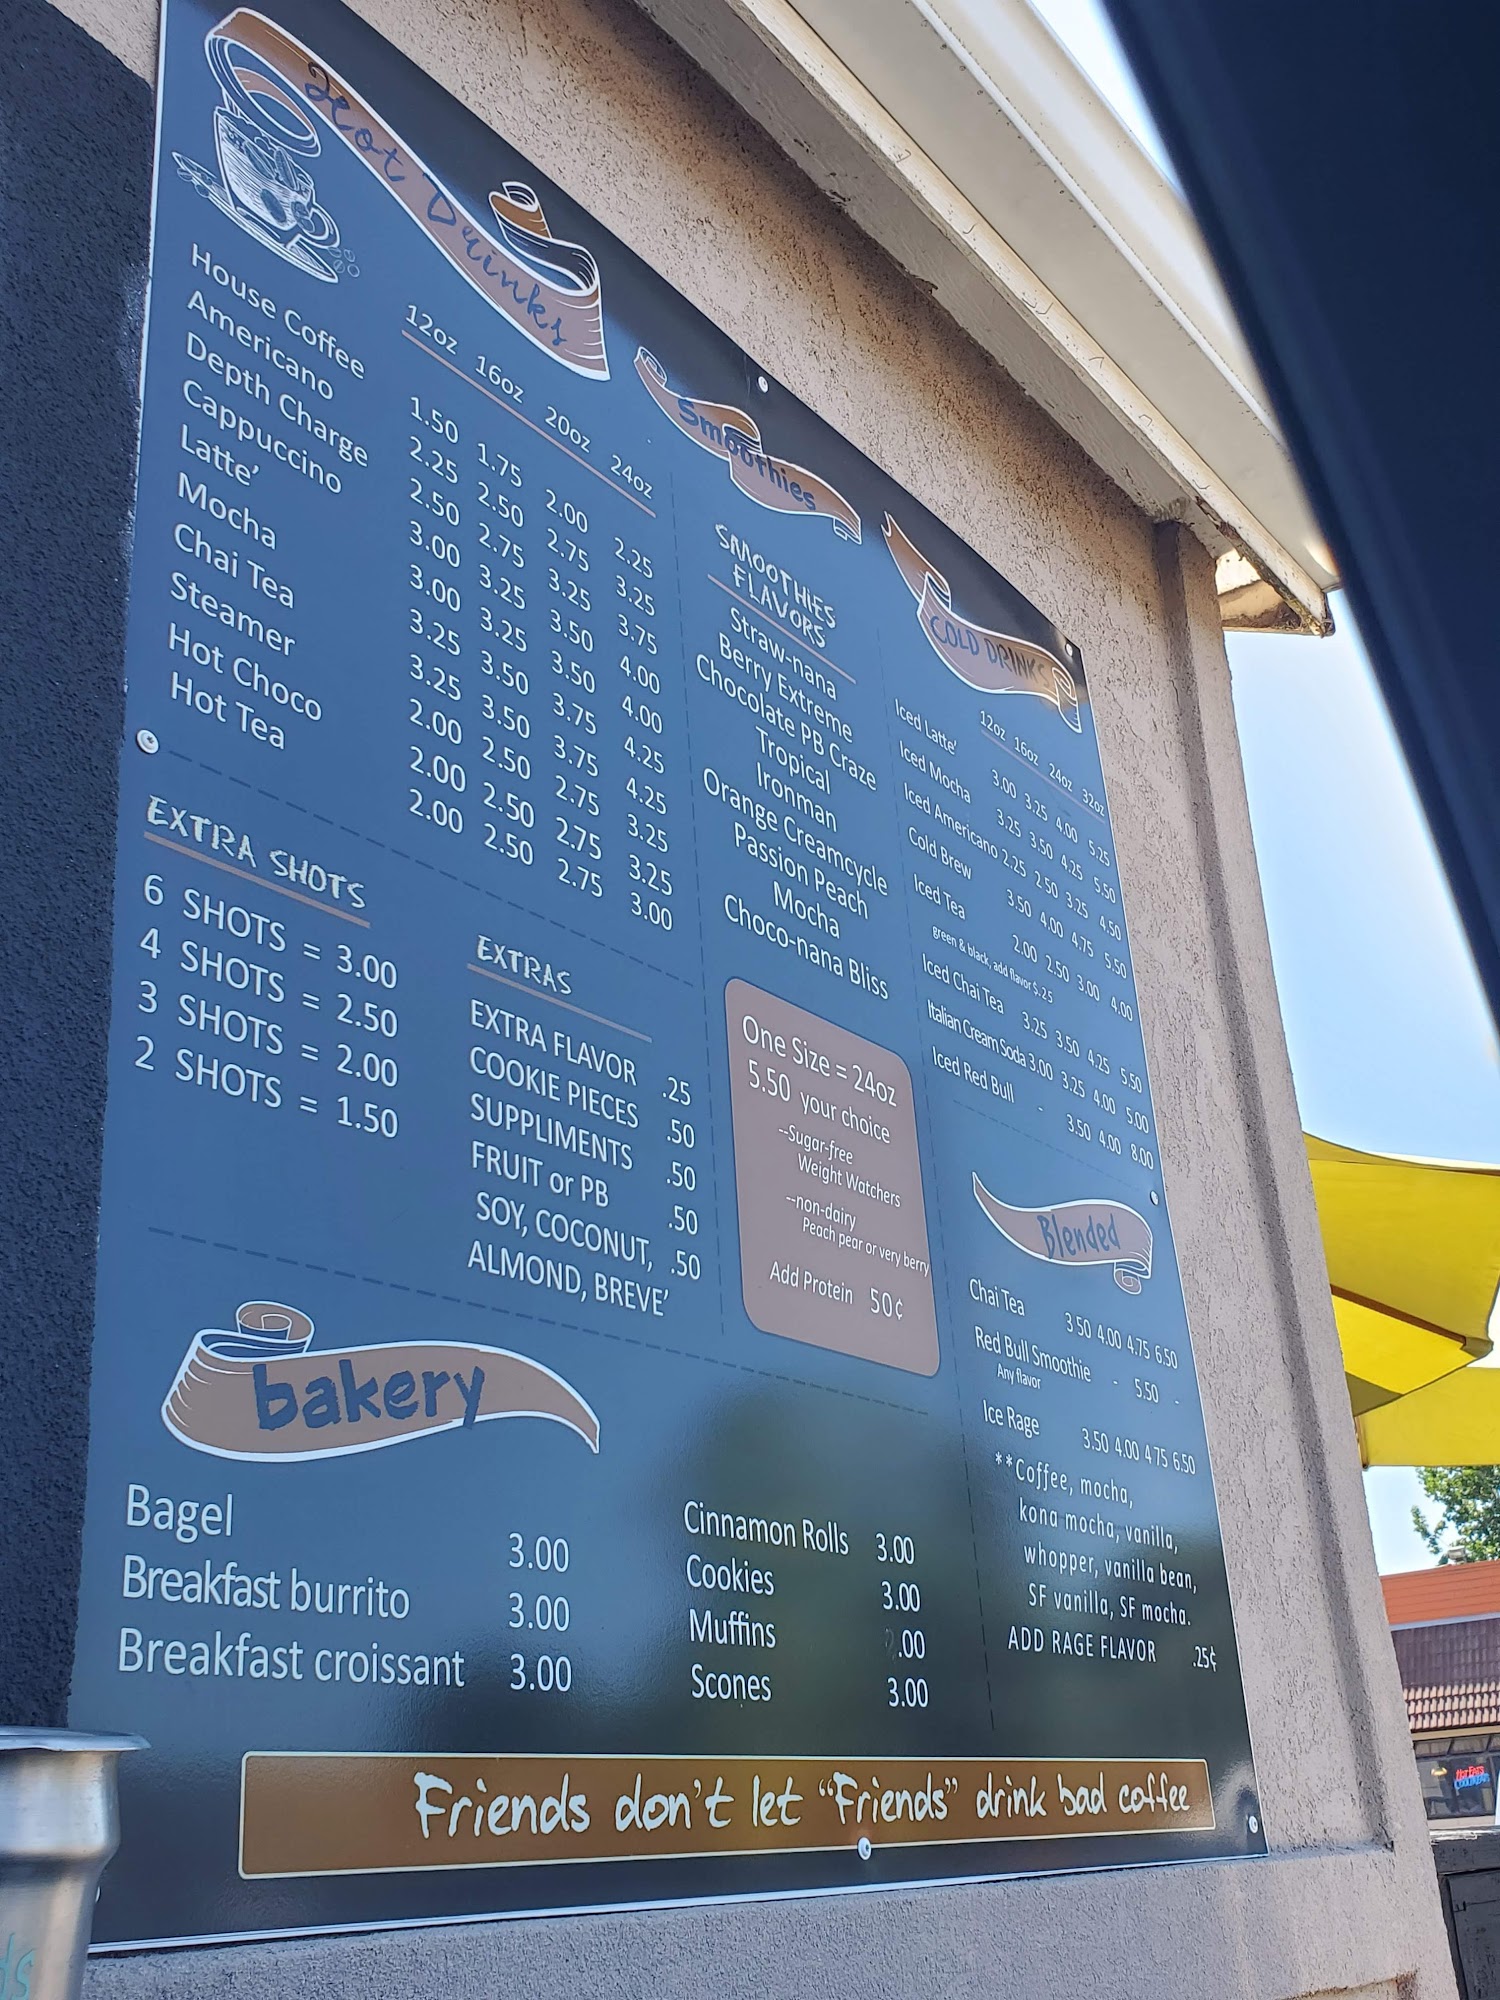 Hot Drinks
12oz 16oz 20oz 24oz
House Coffee 1.50 1.75 2.00 2.25
Americano 2.25 2.50 2.75 3.25
Depth Charge 2.50 2.75 3.25 3.75
Cappuccino 3.00 3.25 3.50 4.00
Latte' 3.00 3.25 3.50 4.00
Mocha 3.25 3.50 3.75 4.25
Chai Tea 3.25 3.50 3.75 4.25
Steamer 2.00 2.50 2.75 3.25
Hot Choco 2.00 2.50 2.75 3.25
Hot Tea 2.00 2.50 2.75 3.00
EXTRA SHOTS
6 SHOTS = 3.00
4 SHOTS = 2.50
3 SHOTS = 2.00
2 SHOTS = 1.50
EXTRAS
EXTRA FLAVOR .25
COOKIE PIECES .50
SUPPLIMENTS .50
FRUIT or PB .50
SOY, COCONUT, .50
ALMOND, BREVE'
Smoothies
SMOOTHIES
FLAVORS
Straw-nana
Berry Extreme
Chocolate PB Craze
Tropical
Ironman
Orange Creamcycle
Passion Peach
Mocha
Choco-nana Bliss
One Size = 24oz
5.50 your choice
--Sugar-free
Weight Watchers
--non-dairy
Peach pear or very berry
Add Protein 50¢
COLD DRINKS
12oz 16oz 24oz 32oz
Iced Latte' 3.00 3.25 4.00 5.25
Iced Mocha 3.25 3.50 4.25 5.50
Iced Americano 2.25 2.50 3.25 4.50
Cold Brew 3.50 4.00 4.75 5.50
Iced Tea 2.00 2.50 3.00 4.00
green & black, add flavor $.25
Iced Chai Tea 3.25 3.50 4.25 5.50
Italian Cream Soda 3.00 3.25 4.00 5.00
Iced Red Bull - 3.50 4.00 8.00
Blended
Chai Tea 3 50 4.00 4.75 6.50
Red Bull Smoothie - 5.50 -
Any flavor
Ice Rage 3.50 4.00 4 75 6.50
**Coffee, mocha,
kona mocha, vanilla,
whopper, vanilla bean,
SF vanilla, SF mocha.
ADD RAGE FLAVOR .25¢
bakery
Bagel 3.00
Breakfast burrito 3.00
Breakfast croissant 3.00
Cinnamon Rolls 3.00
Cookies 3.00
Muffins .00
Scones 3.00
Friends don't let "Friends" drink bad coffee